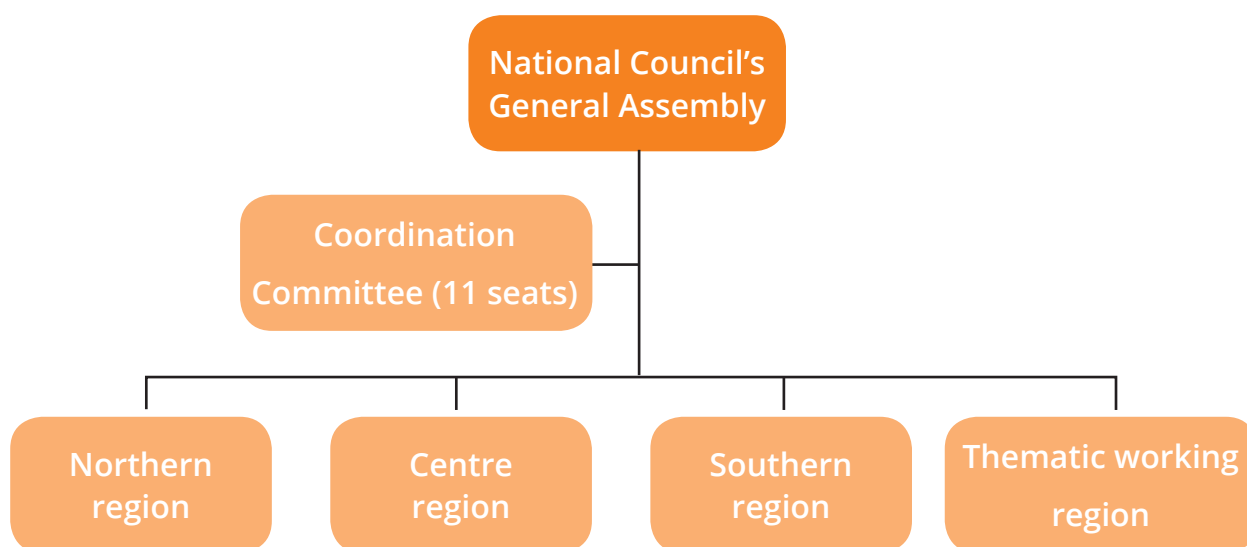 National Council’s
General Assembly
Coordination
Committee (11 seats)
Northern
region
Centre
region
Southern
region
Thematic working
region